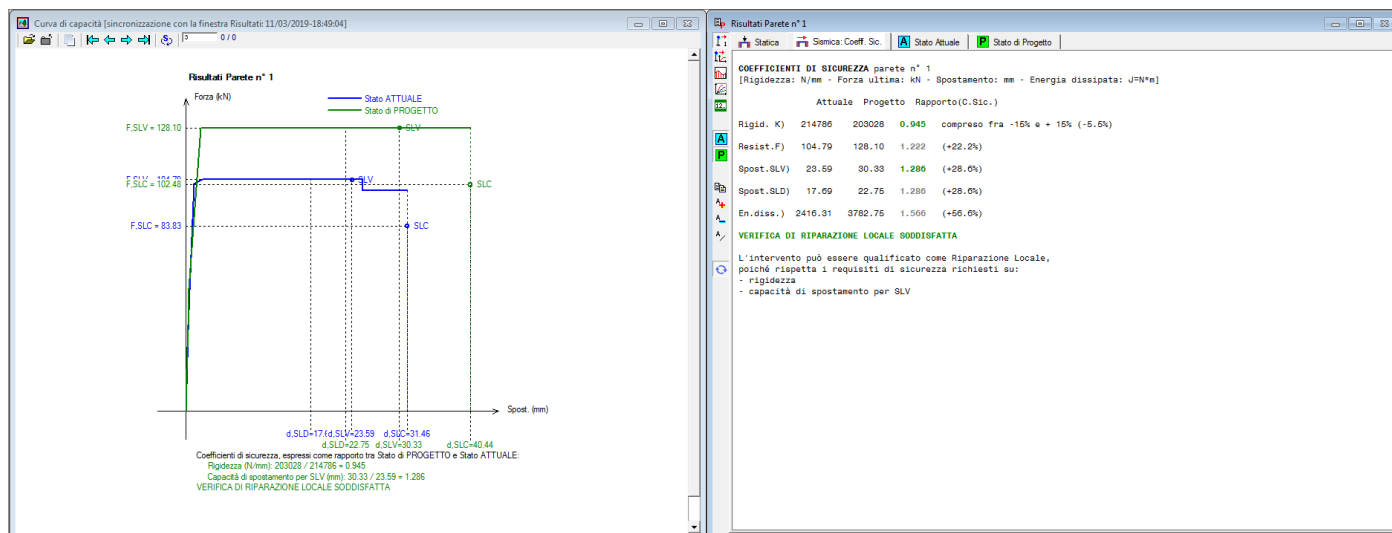 Curva di capacità [sincronizzazione con la finestra Risultati: 11/03/2019-18:49:04]
3 0 / 0
Risultati Parete n° 1
Forza (kN)
Stato ATTUALE
Stato di PROGETTO
F,SLV = 128.10
SLV
F,SLV = 104.79
SLV
F,SLC = 102.48
SLC
F,SLC = 83.83
SLC
Spost. (mm)
d,SLV=23.59 d,SLC=31.46
d,SLD=22.75 d,SLV=30.33 d,SLC=40.44
Coefficienti di sicurezza, espressi come rapporto tra Stato di PROGETTO e Stato ATTUALE:
Rigidezza (N/mm): 203028 / 214786 = 0.945
Capacità di spostamento per SLV (mm): 30.33 / 23.59 = 1.286
VERIFICA DI RIPARAZIONE LOCALE SODDISFATTA
Risultati Parete n° 1
Statica Sismica: Coeff. Sic. A Stato Attuale P Stato di Progetto
COEFFICIENTI DI SICUREZZA parete n° 1
[Rigidezza: N/mm - Forza ultima: kN - Spostamento: mm - Energia dissipata: J=N*m]
Attuale Progetto Rapporto(C.Sic.)
Rigid. K) 214786 203028 0.945 compreso fra -15% e + 15% (-5.5%)
Resist.F) 104.79 128.10 1.222 (+22.2%)
Spost.SLV) 23.59 30.33 1.286 (+28.6%)
Spost.SLD) 17.69 22.75 1.286 (+28.6%)
En.diss.) 2416.31 3782.75 1.566 (+56.6%)
VERIFICA DI RIPARAZIONE LOCALE SODDISFATTA
L'intervento può essere qualificato come Riparazione Locale,
poiché rispetta i requisiti di sicurezza richiesti su:
- rigidezza
- capacità di spostamento per SLV